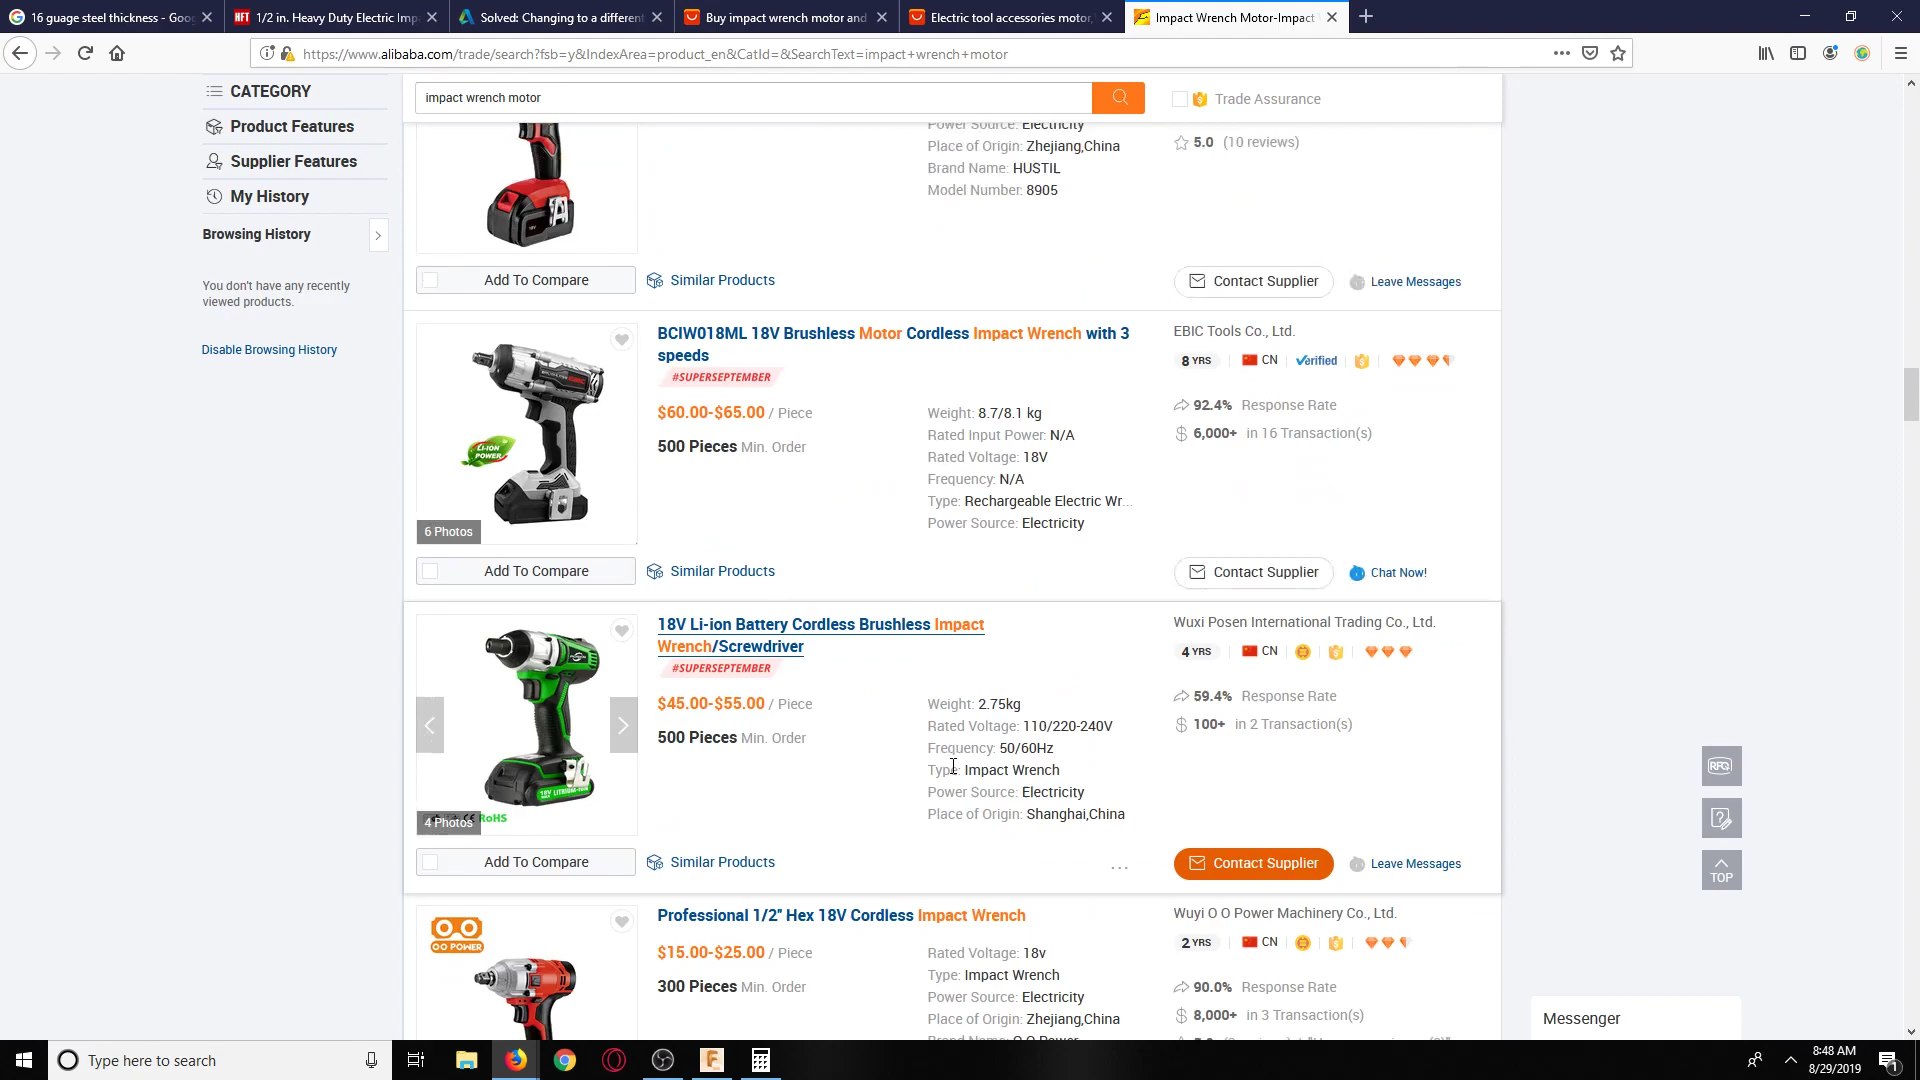 16 guage steel thickness - Goo
HFT 1/2 in. Heavy Duty Electric Imp
Solved: Changing to a differen
Buy impact wrench motor and
Electric tool accessories motor,
Impact Wrench Motor-Impact
https://www.alibaba.com/trade/search?fsb=y&IndexArea=product_en&CatId=&SearchText=impact+wrench+motor
CATEGORY
Product Features
Supplier Features
My History
Browsing History
You don't have any recently
viewed products.
Disable Browsing History
impact wrench motor
Trade Assurance
Power Source: Electricity
Place of Origin: Zhejiang,China
Brand Name: HUSTIL
Model Number: 8905
5.0 (10 reviews)
Add To Compare
Similar Products
Contact Supplier
Leave Messages
BCIW018ML 18V Brushless Motor Cordless Impact Wrench with 3
speeds
#SUPERSEPTEMBER
$60.00-$65.00 / Piece
500 Pieces Min. Order
Weight: 8.7/8.1 kg
Rated Input Power: N/A
Rated Voltage: 18V
Frequency: N/A
Type: Rechargeable Electric Wr...
Power Source: Electricity
EBIC Tools Co., Ltd.
8 YRS CN Verified
92.4% Response Rate
$ 6,000+ in 16 Transaction(s)
LI-ION
POWER
6 Photos
Add To Compare
Similar Products
Contact Supplier
Chat Now!
18V Li-ion Battery Cordless Brushless Impact
Wrench/Screwdriver
#SUPERSEPTEMBER
$45.00-$55.00 / Piece
500 Pieces Min. Order
Weight: 2.75kg
Rated Voltage: 110/220-240V
Frequency: 50/60Hz
Type: Impact Wrench
Power Source: Electricity
Place of Origin: Shanghai,China
Wuxi Posen International Trading Co., Ltd.
4 YRS CN
59.4% Response Rate
$ 100+ in 2 Transaction(s)
RoHS
4 Photos
Add To Compare
Similar Products
...
Contact Supplier
Leave Messages
Professional 1/2" Hex 18V Cordless Impact Wrench
$15.00-$25.00 / Piece
300 Pieces Min. Order
Rated Voltage: 18v
Type: Impact Wrench
Power Source: Electricity
Place of Origin: Zhejiang,China
Wuyi O O Power Machinery Co., Ltd.
2 YRS CN
90.0% Response Rate
$ 8,000+ in 3 Transaction(s)
OO POWER
RFQ
TOP
Messenger
Type here to search
8:48 AM
8/29/2019
1